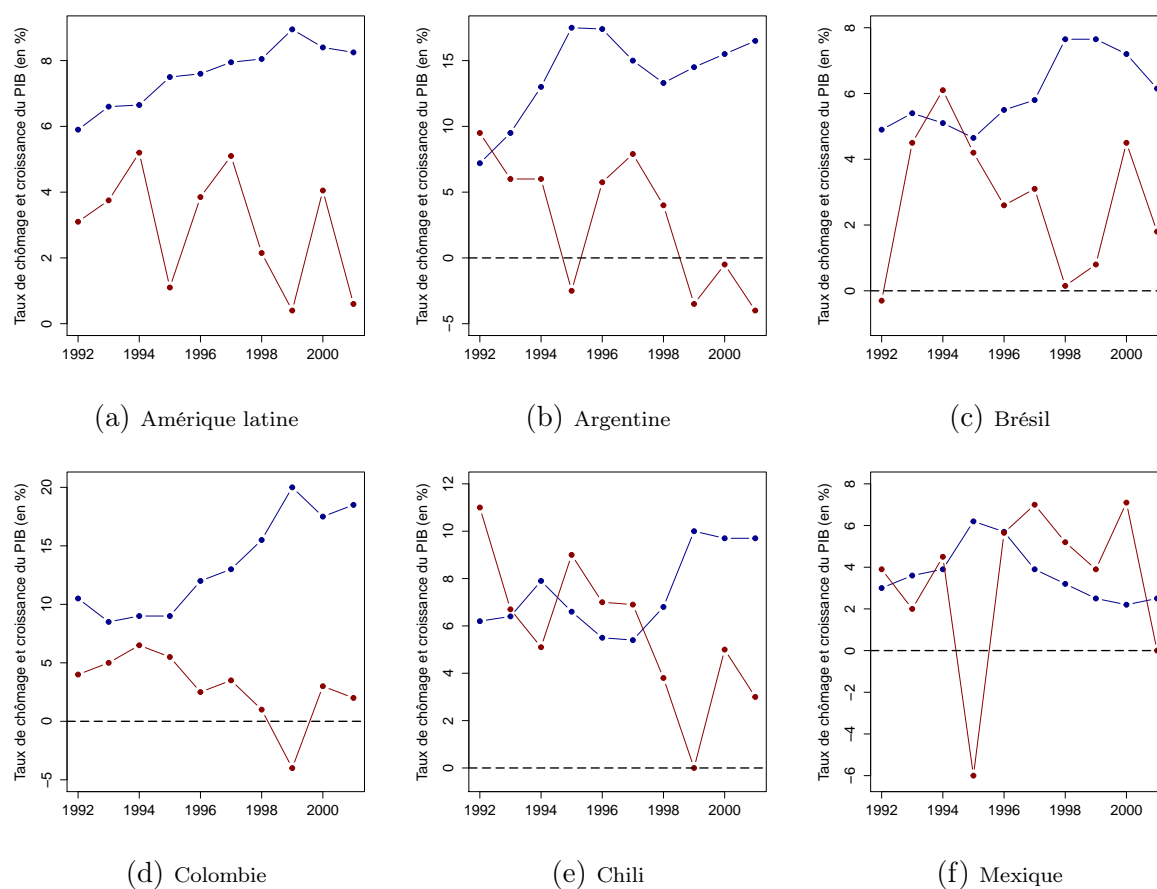 Taux de chômage et croissance du PIB (en %)
0
2
4
6
8
1992 1994 1996 1998 2000
(a) Amérique latine
Taux de chômage et croissance du PIB (en %)
−5
0
5
10
15
1992 1994 1996 1998 2000
(b) Argentine
Taux de chômage et croissance du PIB (en %)
0
2
4
6
8
1992 1994 1996 1998 2000
(c) Brésil
Taux de chômage et croissance du PIB (en %)
−5
0
5
10
15
20
1992 1994 1996 1998 2000
(d) Colombie
Taux de chômage et croissance du PIB (en %)
0
2
4
6
8
10
12
1992 1994 1996 1998 2000
(e) Chili
Taux de chômage et croissance du PIB (en %)
−6
−4
−2
0
2
4
6
8
1992 1994 1996 1998 2000
(f) Mexique